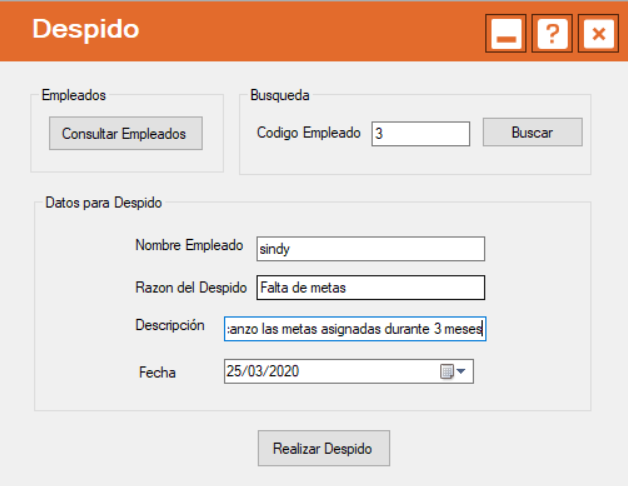 Despido
Empleados
Consultar Empleados
Busqueda
Codigo Empleado 3 Buscar
Datos para Despido
Nombre Empleado sindy
Razon del Despido Falta de metas
Descripción las metas asignadas durante 3 meses
Fecha 25/03/2020
Realizar Despido